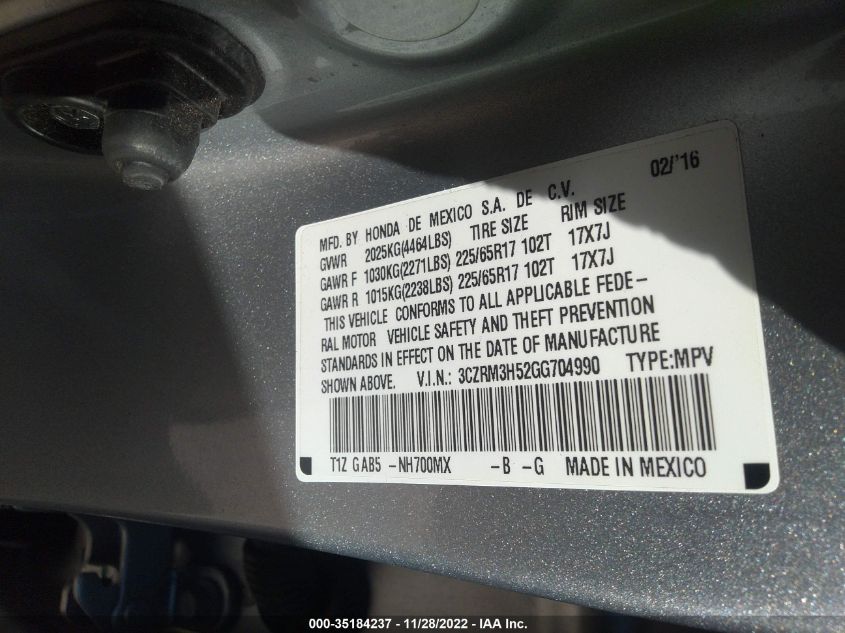 02/'16
MFD. BY HONDA DE MEXICO S.A. DE C.V.
GVWR 2025KG(4464LBS) TIRE SIZE RIM SIZE
GAWR F 1030KG(2271LBS) 225/65R17 102T 17X7J
GAWR R 1015KG(2238LBS) 225/65R17 102T 17X7J
THIS VEHICLE CONFORMS TO ALL APPLICABLE FEDE-
RAL MOTOR VEHICLE SAFETY AND THEFT PREVENTION
STANDARDS IN EFFECT ON THE DATE OF MANUFACTURE
SHOWN ABOVE. V.I.N.: 3CZRM3H52GG704990 TYPE:MPV
T1Z GAB5 -NH700MX -B -G MADE IN MEXICO
000-35184237 - 11/28/2022 - IAA Inc.